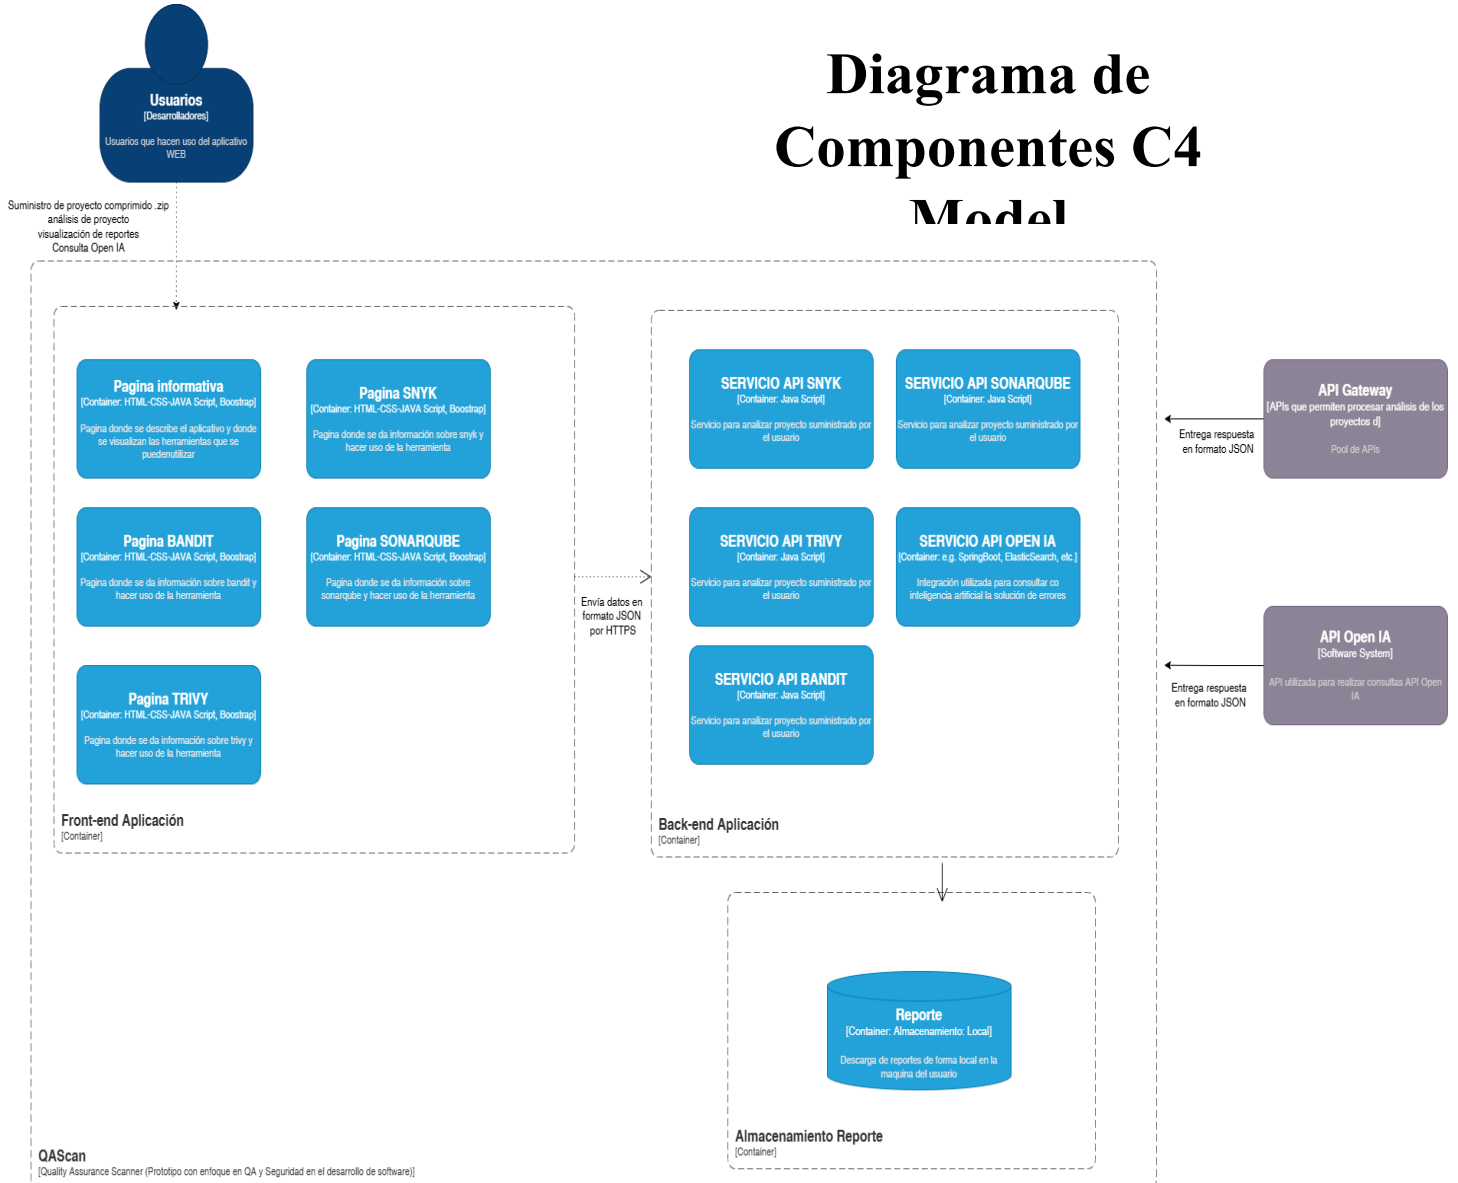 Diagrama de
Componentes C4
Model
Usuarios
[Desarrolladores]
Usuarios que hacen uso del aplicativo
WEB
Suministro de proyecto comprimido .zip
análisis de proyecto
visualización de reportes
Consulta Open IA
Pagina informativa
[Container: HTML-CSS-JAVA Script, Boostrap]
Pagina donde se describe el aplicativo y donde
se visualizan las herramientas que se
puedenutilizar
Pagina SNYK
[Container: HTML-CSS-JAVA Script, Boostrap]
Pagina donde se da información sobre snyk y
hacer uso de la herramienta
Pagina BANDIT
[Container: HTML-CSS-JAVA Script, Boostrap]
Pagina donde se da información sobre bandit y
hacer uso de la herramienta
Pagina SONARQUBE
[Container: HTML-CSS-JAVA Script, Boostrap]
Pagina donde se da información sobre
sonarqube y hacer uso de la herramienta
Pagina TRIVY
[Container: HTML-CSS-JAVA Script, Boostrap]
Pagina donde se da información sobre trivy y
hacer uso de la herramienta
Front-end Aplicación
[Container]
Envía datos en
formato JSON
por HTTPS
SERVICIO API SNYK
[Container: Java Script]
Servicio para analizar proyecto suministrado por
el usuario
SERVICIO API SONARQUBE
[Container: Java Script]
Servicio para analizar proyecto suministrado por
el usuario
SERVICIO API TRIVY
[Container: Java Script]
Servicio para analizar proyecto suministrado por
el usuario
SERVICIO API OPEN IA
[Container: e.g. SpringBoot, ElasticSearch, etc.]
Integración utilizada para consultar co
inteligencia artificial la solución de errores
SERVICIO API BANDIT
[Container: Java Script]
Servicio para analizar proyecto suministrado por
el usuario
Back-end Aplicación
[Container]
API Gateway
[APIs que permiten procesar análisis de los
proyectos d]
Pool de APIs
Entrega respuesta
en formato JSON
API Open IA
[Software System]
API utilizada para realizar consultas API Open
IA
Entrega respuesta
en formato JSON
Reporte
[Container: Almacenamiento: Local]
Descarga de reportes de forma local en la
maquina del usuario
Almacenamiento Reporte
[Container]
QAScan
[Quality Assurance Scanner (Prototipo con enfoque en QA y Seguridad en el desarrollo de software)]